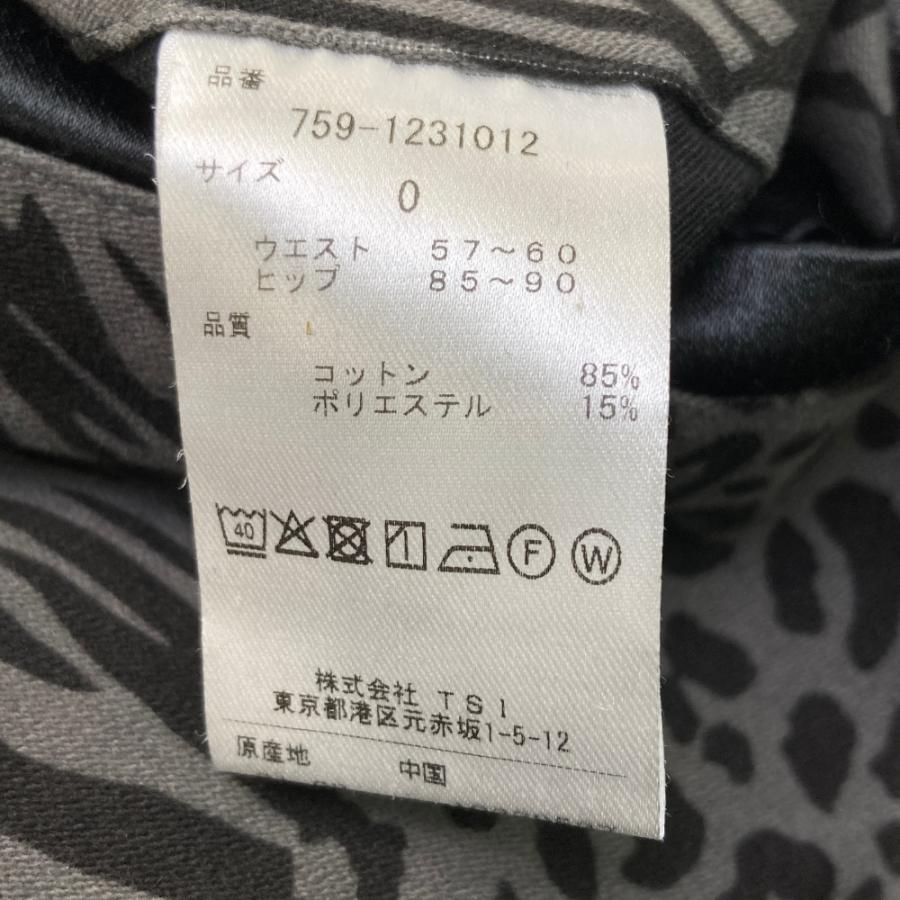 品番
759-1231012
サイズ
0
ウエスト 57～60
ヒップ 85～90
品質
コットン 85%
ポリエステル 15%
40 F W
株式会社 TSI
東京都港区元赤坂1-5-12
原産地 中国